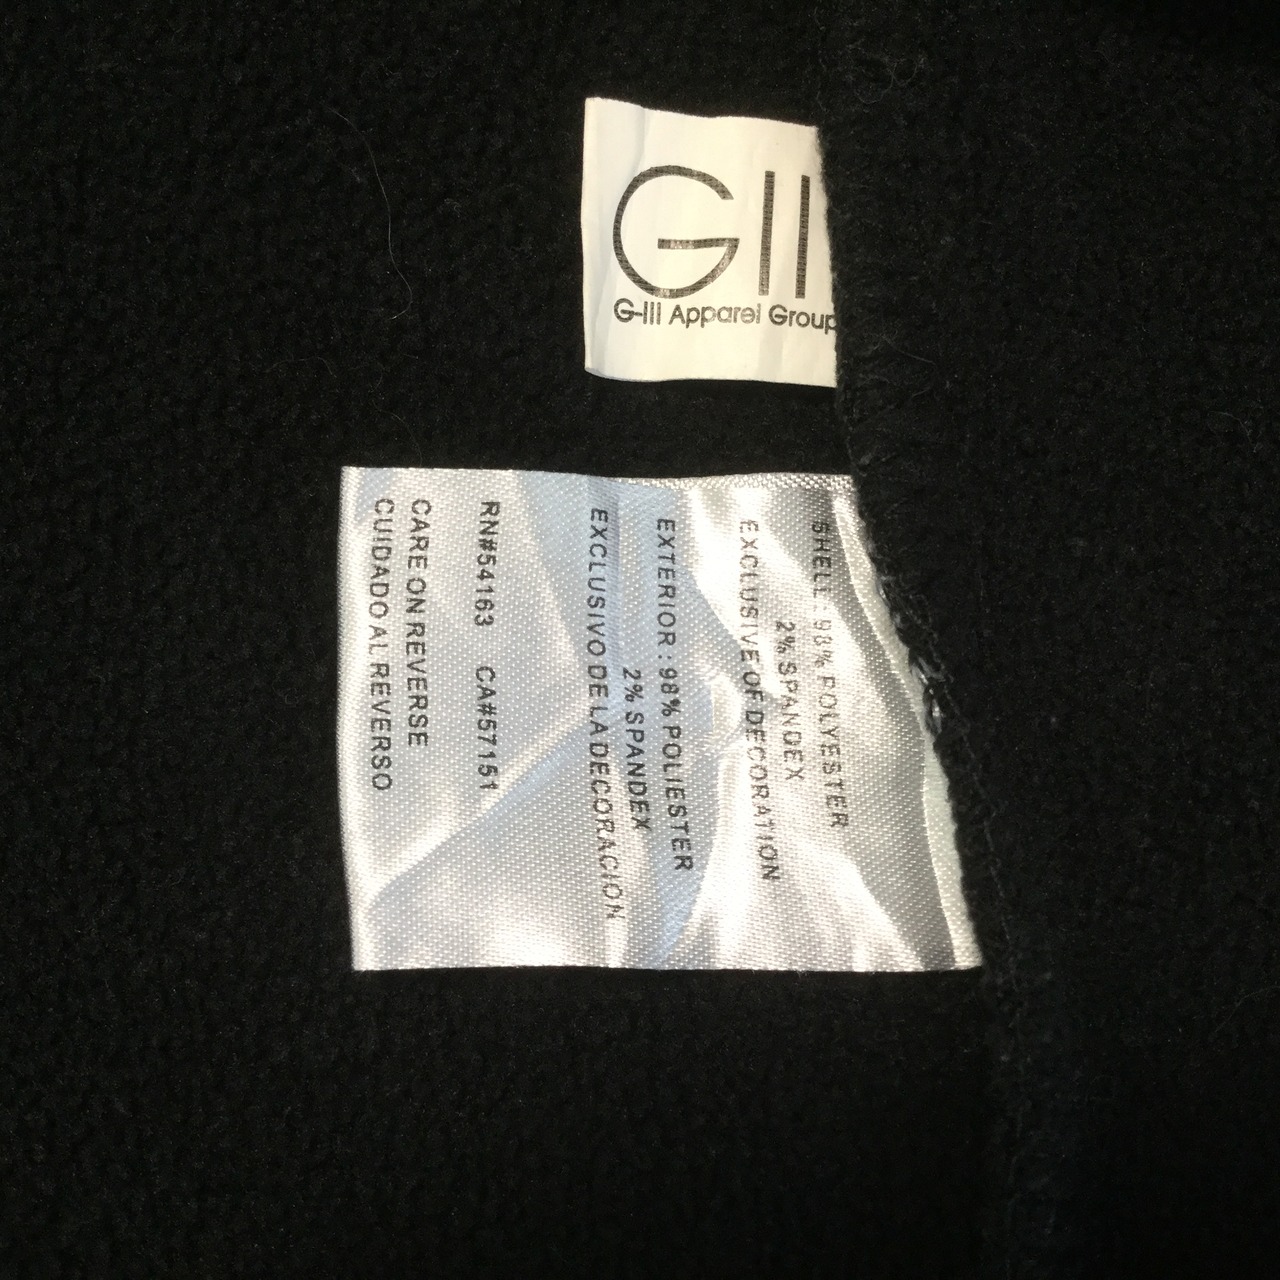 GII
G-III Apparel Group
SHELL : 98% POLYESTER
2% SPANDEX
EXCLUSIVE OF DECORATION
EXTERIOR : 98% POLIESTER
2% SPANDEX
EXCLUSIVO DE LA DECORACION
RN#54163 CA#57151
CARE ON REVERSE
CUIDADO AL REVERSO